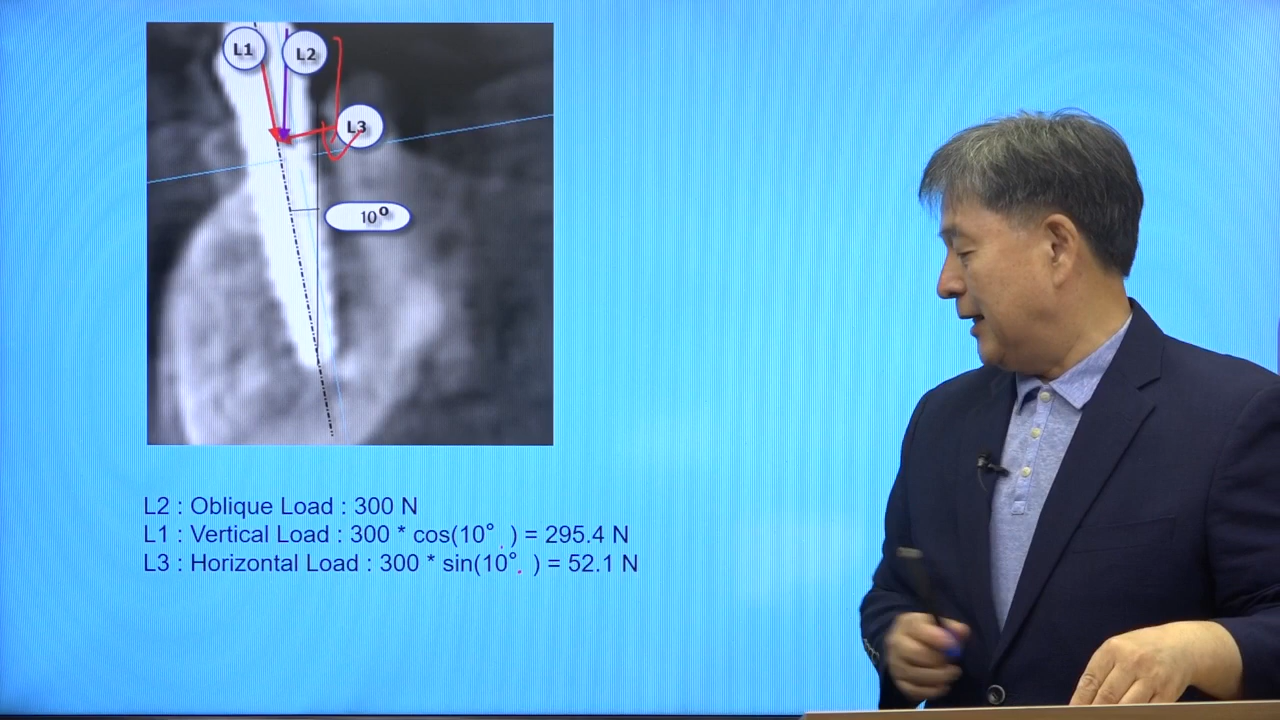 L1
L2
L3
10°
L2 : Oblique Load : 300 N
L1 : Vertical Load : 300 * cos(10° ) = 295.4 N
L3 : Horizontal Load : 300 * sin(10° ) = 52.1 N